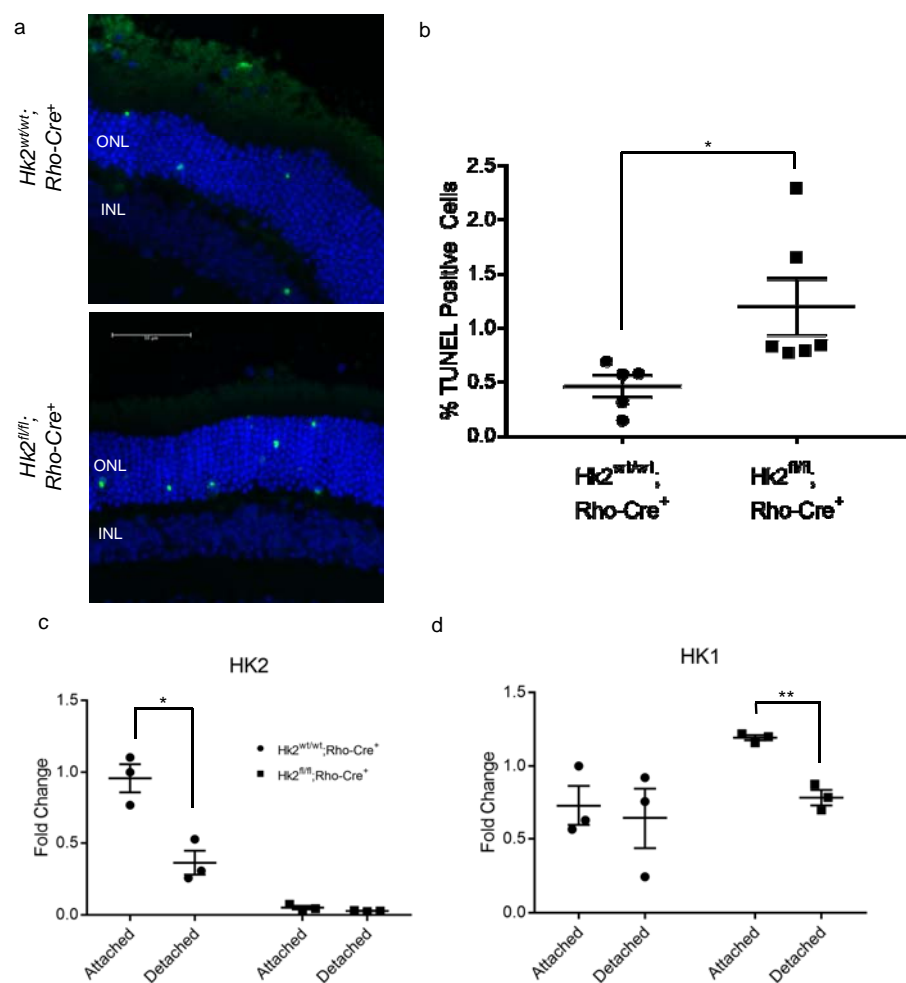 a
Hk2wt/wt;
Rho-Cre+
ONL
INL
Hk2fl/fl;
Rho-Cre+
ONL
INL
b
*
% TUNEL Positive Cells
2.5
2.0
1.5
1.0
0.5
0.0
Hk2wt/wt;
Rho-Cre+
Hk2fl/fl;
Rho-Cre+
c
HK2
*
Fold Change
1.5
1.0
0.5
0.0
Hk2wt/wt;Rho-Cre+
Hk2fl/fl;Rho-Cre+
Attached
Detached
Attached
Detached
d
HK1
**
Fold Change
1.5
1.0
0.5
0.0
Attached
Detached
Attached
Detached